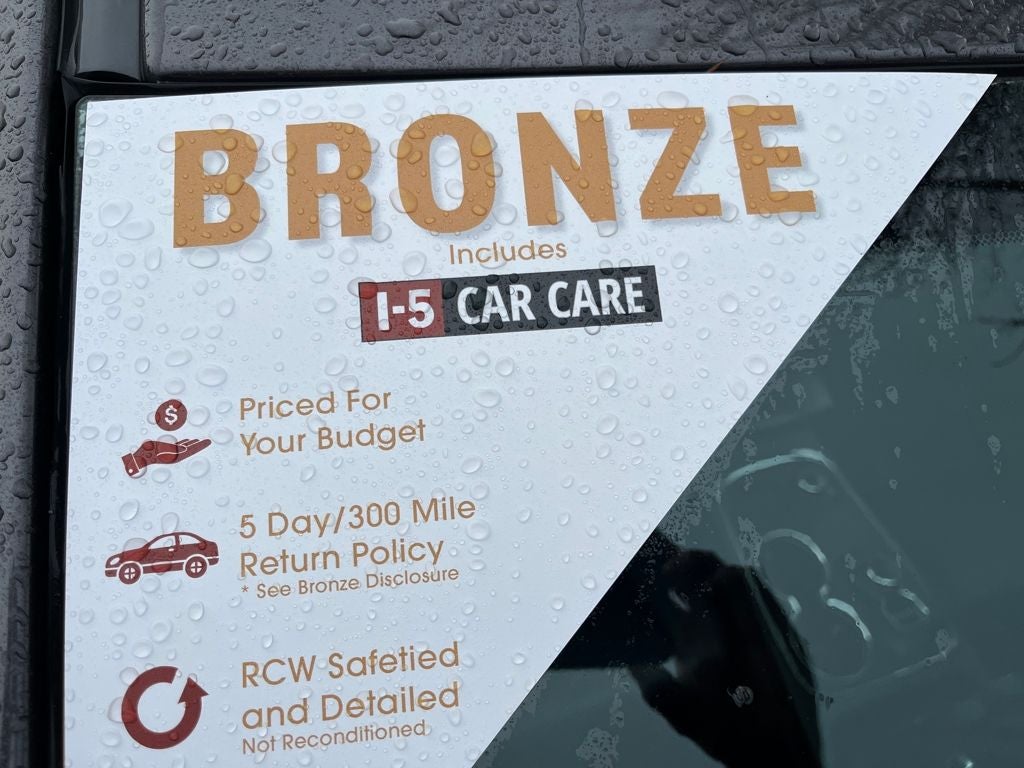 BRONZE
Includes
I-5 CAR CARE
$
Priced For
Your Budget
5 Day/300 Mile
Return Policy
* See Bronze Disclosure
RCW Safetied
and Detailed
Not Reconditioned